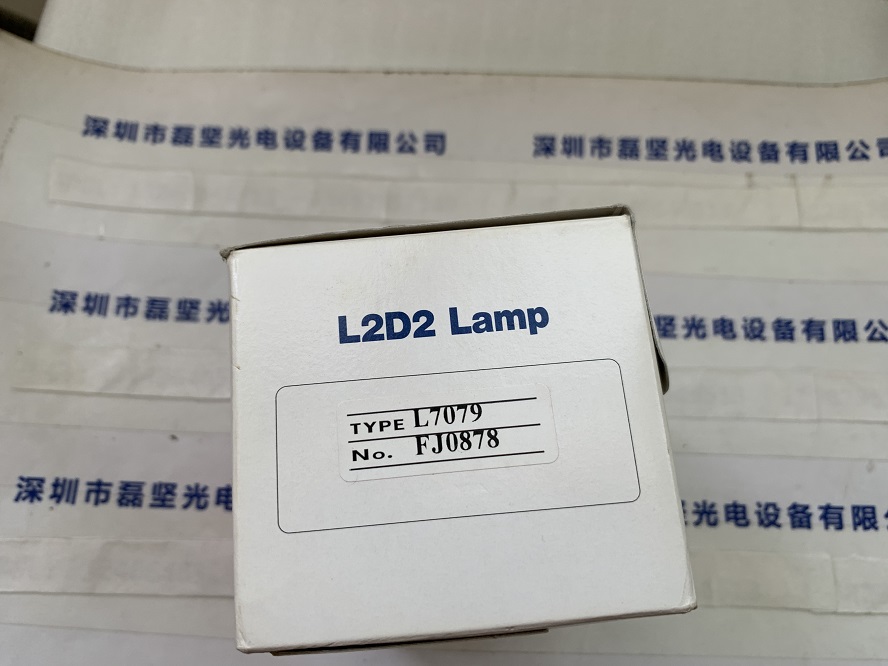 深圳市磊坚光电设备有限公司
深圳市磊坚光电设备有限公司
深圳市磊坚光
坚光电设备有限公
L2D2 Lamp
TYPE L7079
No. FJ0878
深圳市磊坚光电
坚光电设备有限公